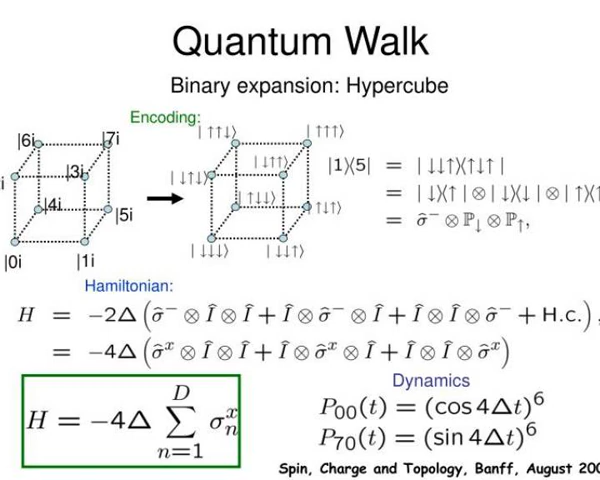 Quantum Walk
Binary expansion: Hypercube
Encoding:
|6i |7i
|3i
|4i |5i
|0i |1i
|↑↑↓⟩ |↑↑↑⟩
|↓↑↓⟩ |↓↑↑⟩
|↑↓↓⟩ ↑↓↑⟩
|↓↓↓⟩ |↓↓↑⟩
|1⟩⟨5| = |↓↓↑⟩⟨↑↓↑|
= |↓⟩⟨↑| ⊗ |↓⟩⟨↓| ⊗ |↑⟩⟨↑
= σ̂⁻ ⊗ ℙ↓ ⊗ ℙ↑,
Hamiltonian:
H = −2Δ (σ̂⁻ ⊗ Î ⊗ Î + Î ⊗ σ̂⁻ ⊗ Î + Î ⊗ Î ⊗ σ̂⁻ + H.c.),
= −4Δ (σ̂ˣ ⊗ Î ⊗ Î + Î ⊗ σ̂ˣ ⊗ Î + Î ⊗ Î ⊗ σ̂ˣ)
H = −4Δ ∑_{n=1}^{D} σₙˣ
Dynamics
P₀₀(t) = (cos 4Δt)⁶
P₇₀(t) = (sin 4Δt)⁶
Spin, Charge and Topology, Banff, August 200